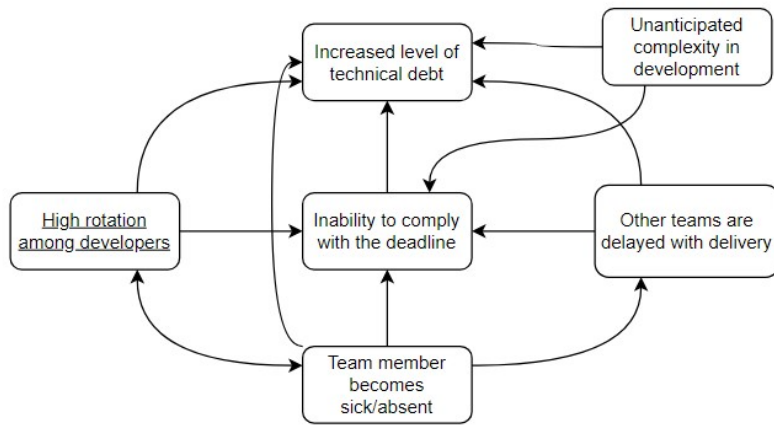 Increased level of
technical debt
Unanticipated
complexity in
development
High rotation
among developers
Inability to comply
with the deadline
Other teams are
delayed with delivery
Team member
becomes
sick/absent